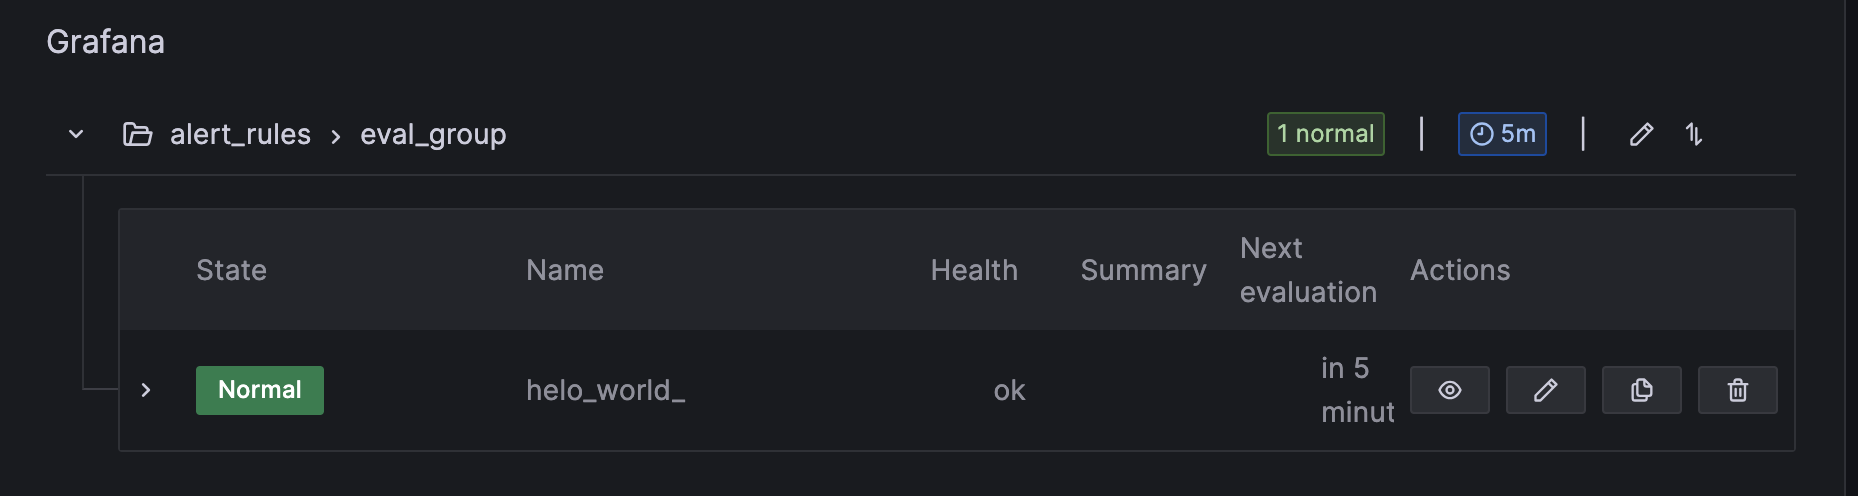 Grafana
alert_rules > eval_group
1 normal | 5m |
State Name Health Summary Next evaluation Actions
Normal helo_world_ ok in 5 minut